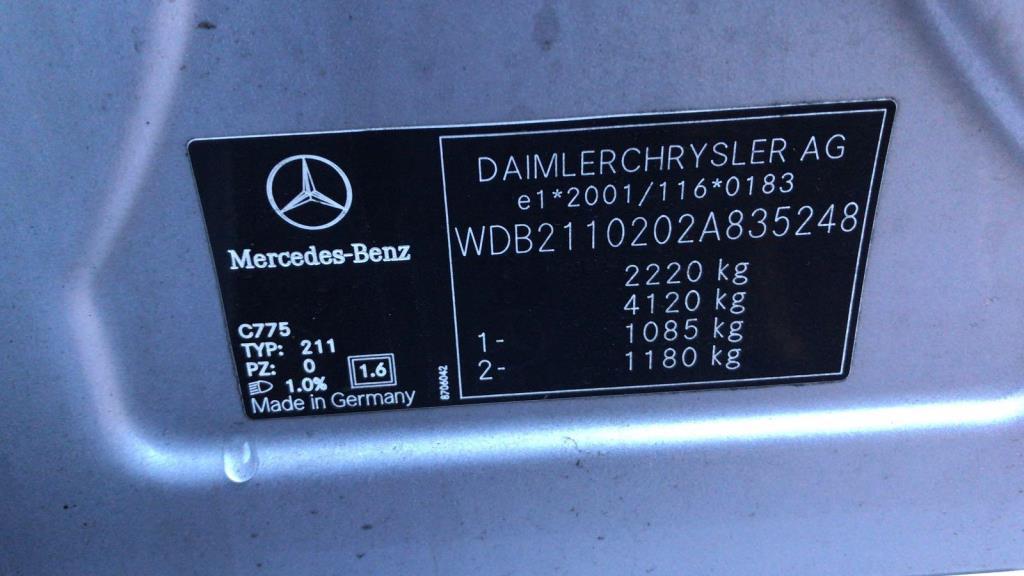 Mercedes-Benz
C775
TYP: 211
PZ: 0
1.0%
1.6
Made in Germany
8706042
DAIMLERCHRYSLER AG
e1*2001/116*0183
WDB2110202A835248
2220 kg
4120 kg
1- 1085 kg
2- 1180 kg